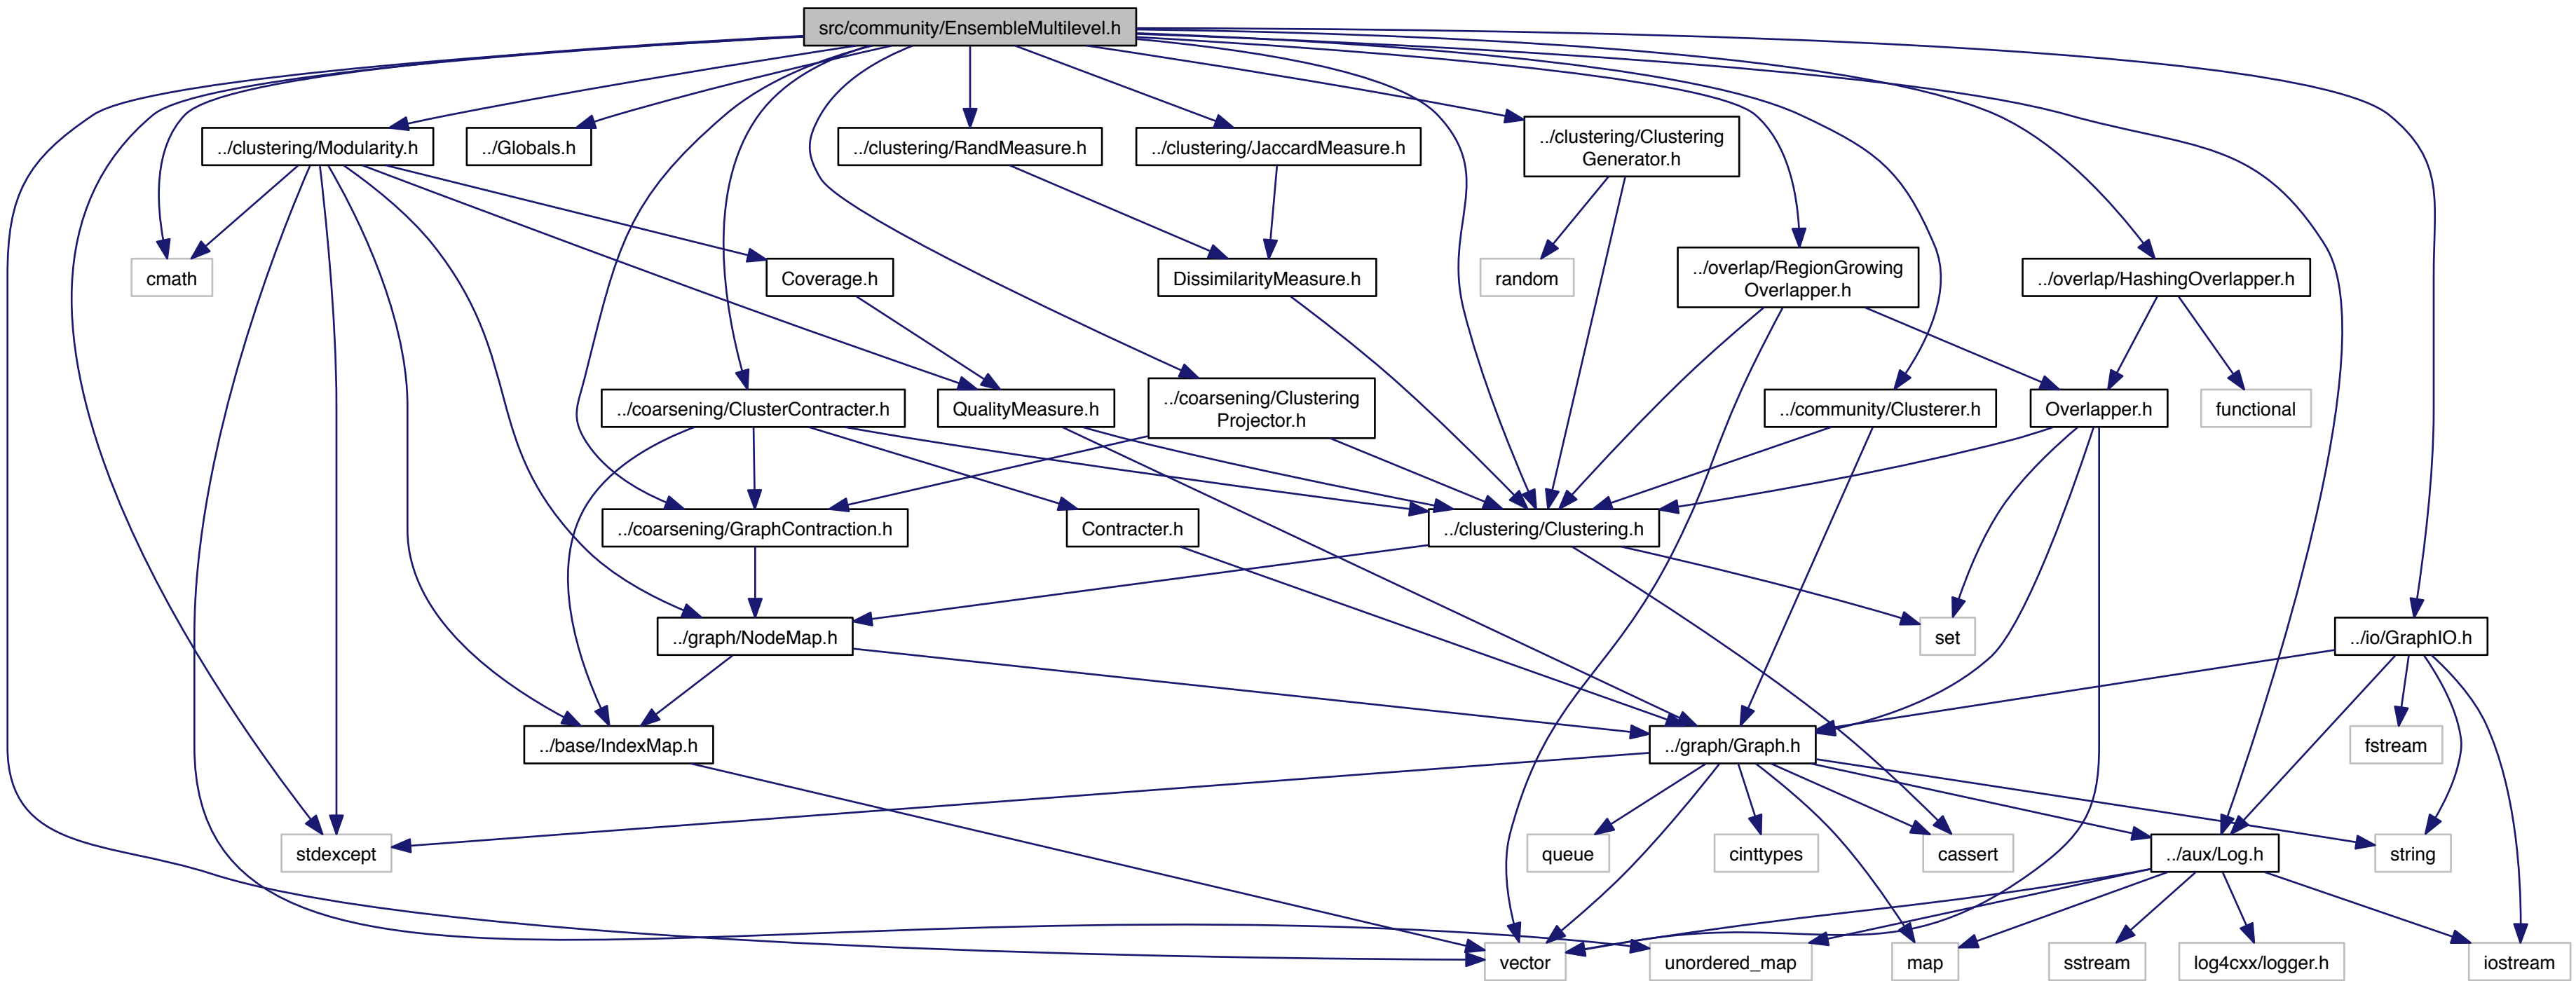 src/community/EnsembleMultilevel.h
../clustering/Modularity.h
../Globals.h
../clustering/RandMeasure.h
../clustering/JaccardMeasure.h
../clustering/Clustering
Generator.h
cmath
Coverage.h
DissimilarityMeasure.h
random
../overlap/RegionGrowing
Overlapper.h
../overlap/HashingOverlapper.h
../coarsening/ClusterContracter.h
QualityMeasure.h
../coarsening/Clustering
Projector.h
../community/Clusterer.h
Overlapper.h
functional
../coarsening/GraphContraction.h
Contracter.h
../clustering/Clustering.h
../graph/NodeMap.h
set
../io/GraphIO.h
../base/IndexMap.h
../graph/Graph.h
fstream
stdexcept
queue
cinttypes
cassert
../aux/Log.h
string
vector
unordered_map
map
sstream
log4cxx/logger.h
iostream